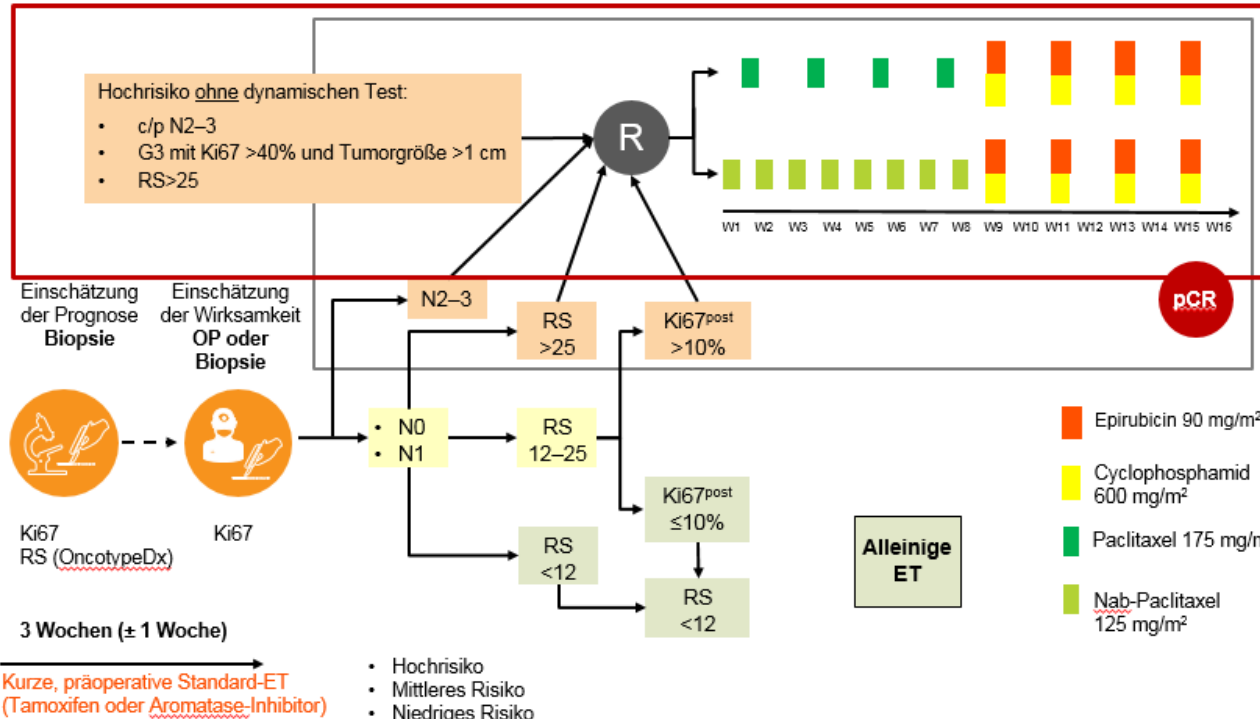 Hochrisiko ohne dynamischen Test:
• c/p N2–3
• G3 mit Ki67 >40% und Tumorgröße >1 cm
• RS>25
R
W1 W2 W3 W4 W5 W6 W7 W8 W9 W10 W11 W12 W13 W14 W15 W16
pCR
Einschätzung
der Prognose
Biopsie
Einschätzung
der Wirksamkeit
OP oder
Biopsie
N2–3
RS
>25
Ki67post
>10%
• N0
• N1
RS
12–25
Ki67post
≤10%
RS
<12
RS
<12
Ki67
RS (OncotypeDx)
Ki67
Alleinige
ET
Epirubicin 90 mg/m²
Cyclophosphamid
600 mg/m²
Paclitaxel 175 mg/m
Nab-Paclitaxel
125 mg/m²
3 Wochen (± 1 Woche)
Kurze, präoperative Standard-ET
(Tamoxifen oder Aromatase-Inhibitor)
• Hochrisiko
• Mittleres Risiko
• Niedriges Risiko